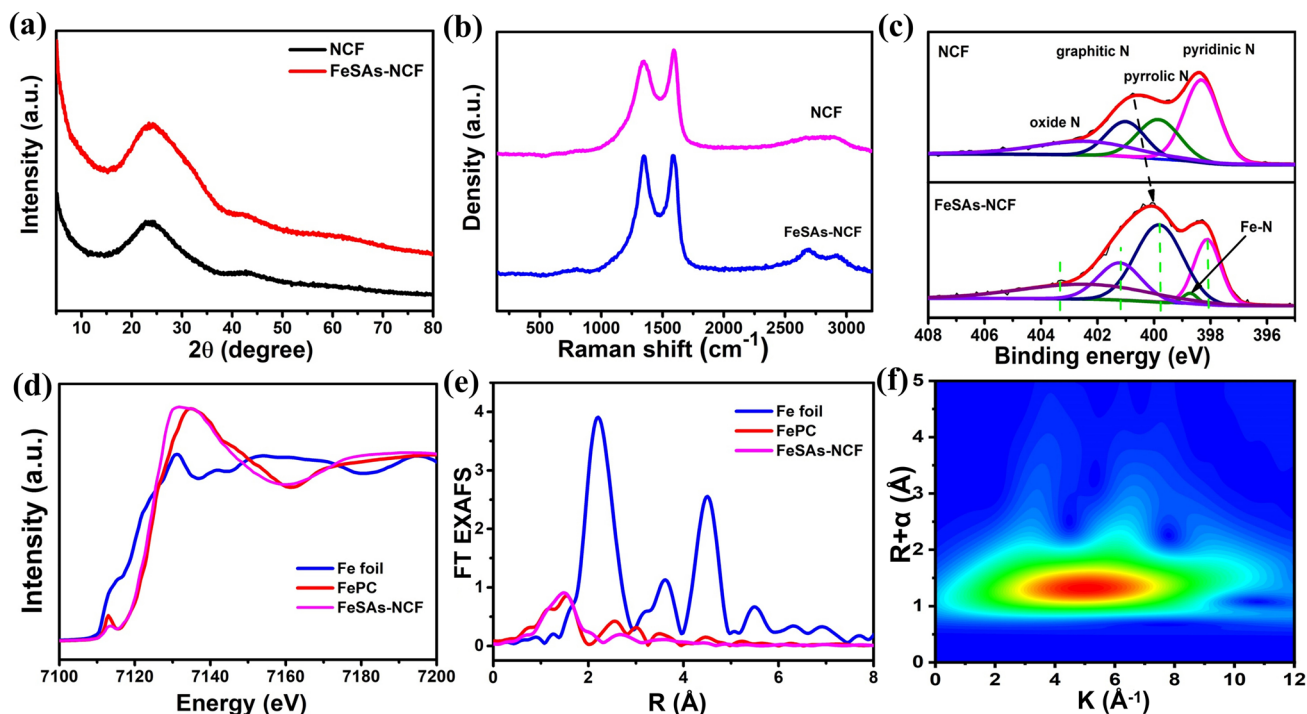 (a)
NCF
FeSAs-NCF
Intensity (a.u.)
10 20 30 40 50 60 70 80
2θ (degree)
(b)
NCF
FeSAs-NCF
Density (a.u.)
500 1000 1500 2000 2500 3000
Raman shift (cm⁻¹)
(c)
NCF
graphitic N
pyridinic N
pyrrolic N
oxide N
FeSAs-NCF
Fe-N
Intensity (a.u.)
408 406 404 402 400 398 396
Binding energy (eV)
(d)
Fe foil
FePC
FeSAs-NCF
Intensity (a.u.)
7100 7120 7140 7160 7180 7200
Energy (eV)
(e)
Fe foil
FePC
FeSAs-NCF
FT EXAFS
4
3
2
1
0
0 2 4 6 8
R (Å)
(f)
R+α (Å)
5
4
3
2
1
0
0 2 4 6 8 10 12
K (Å⁻¹)